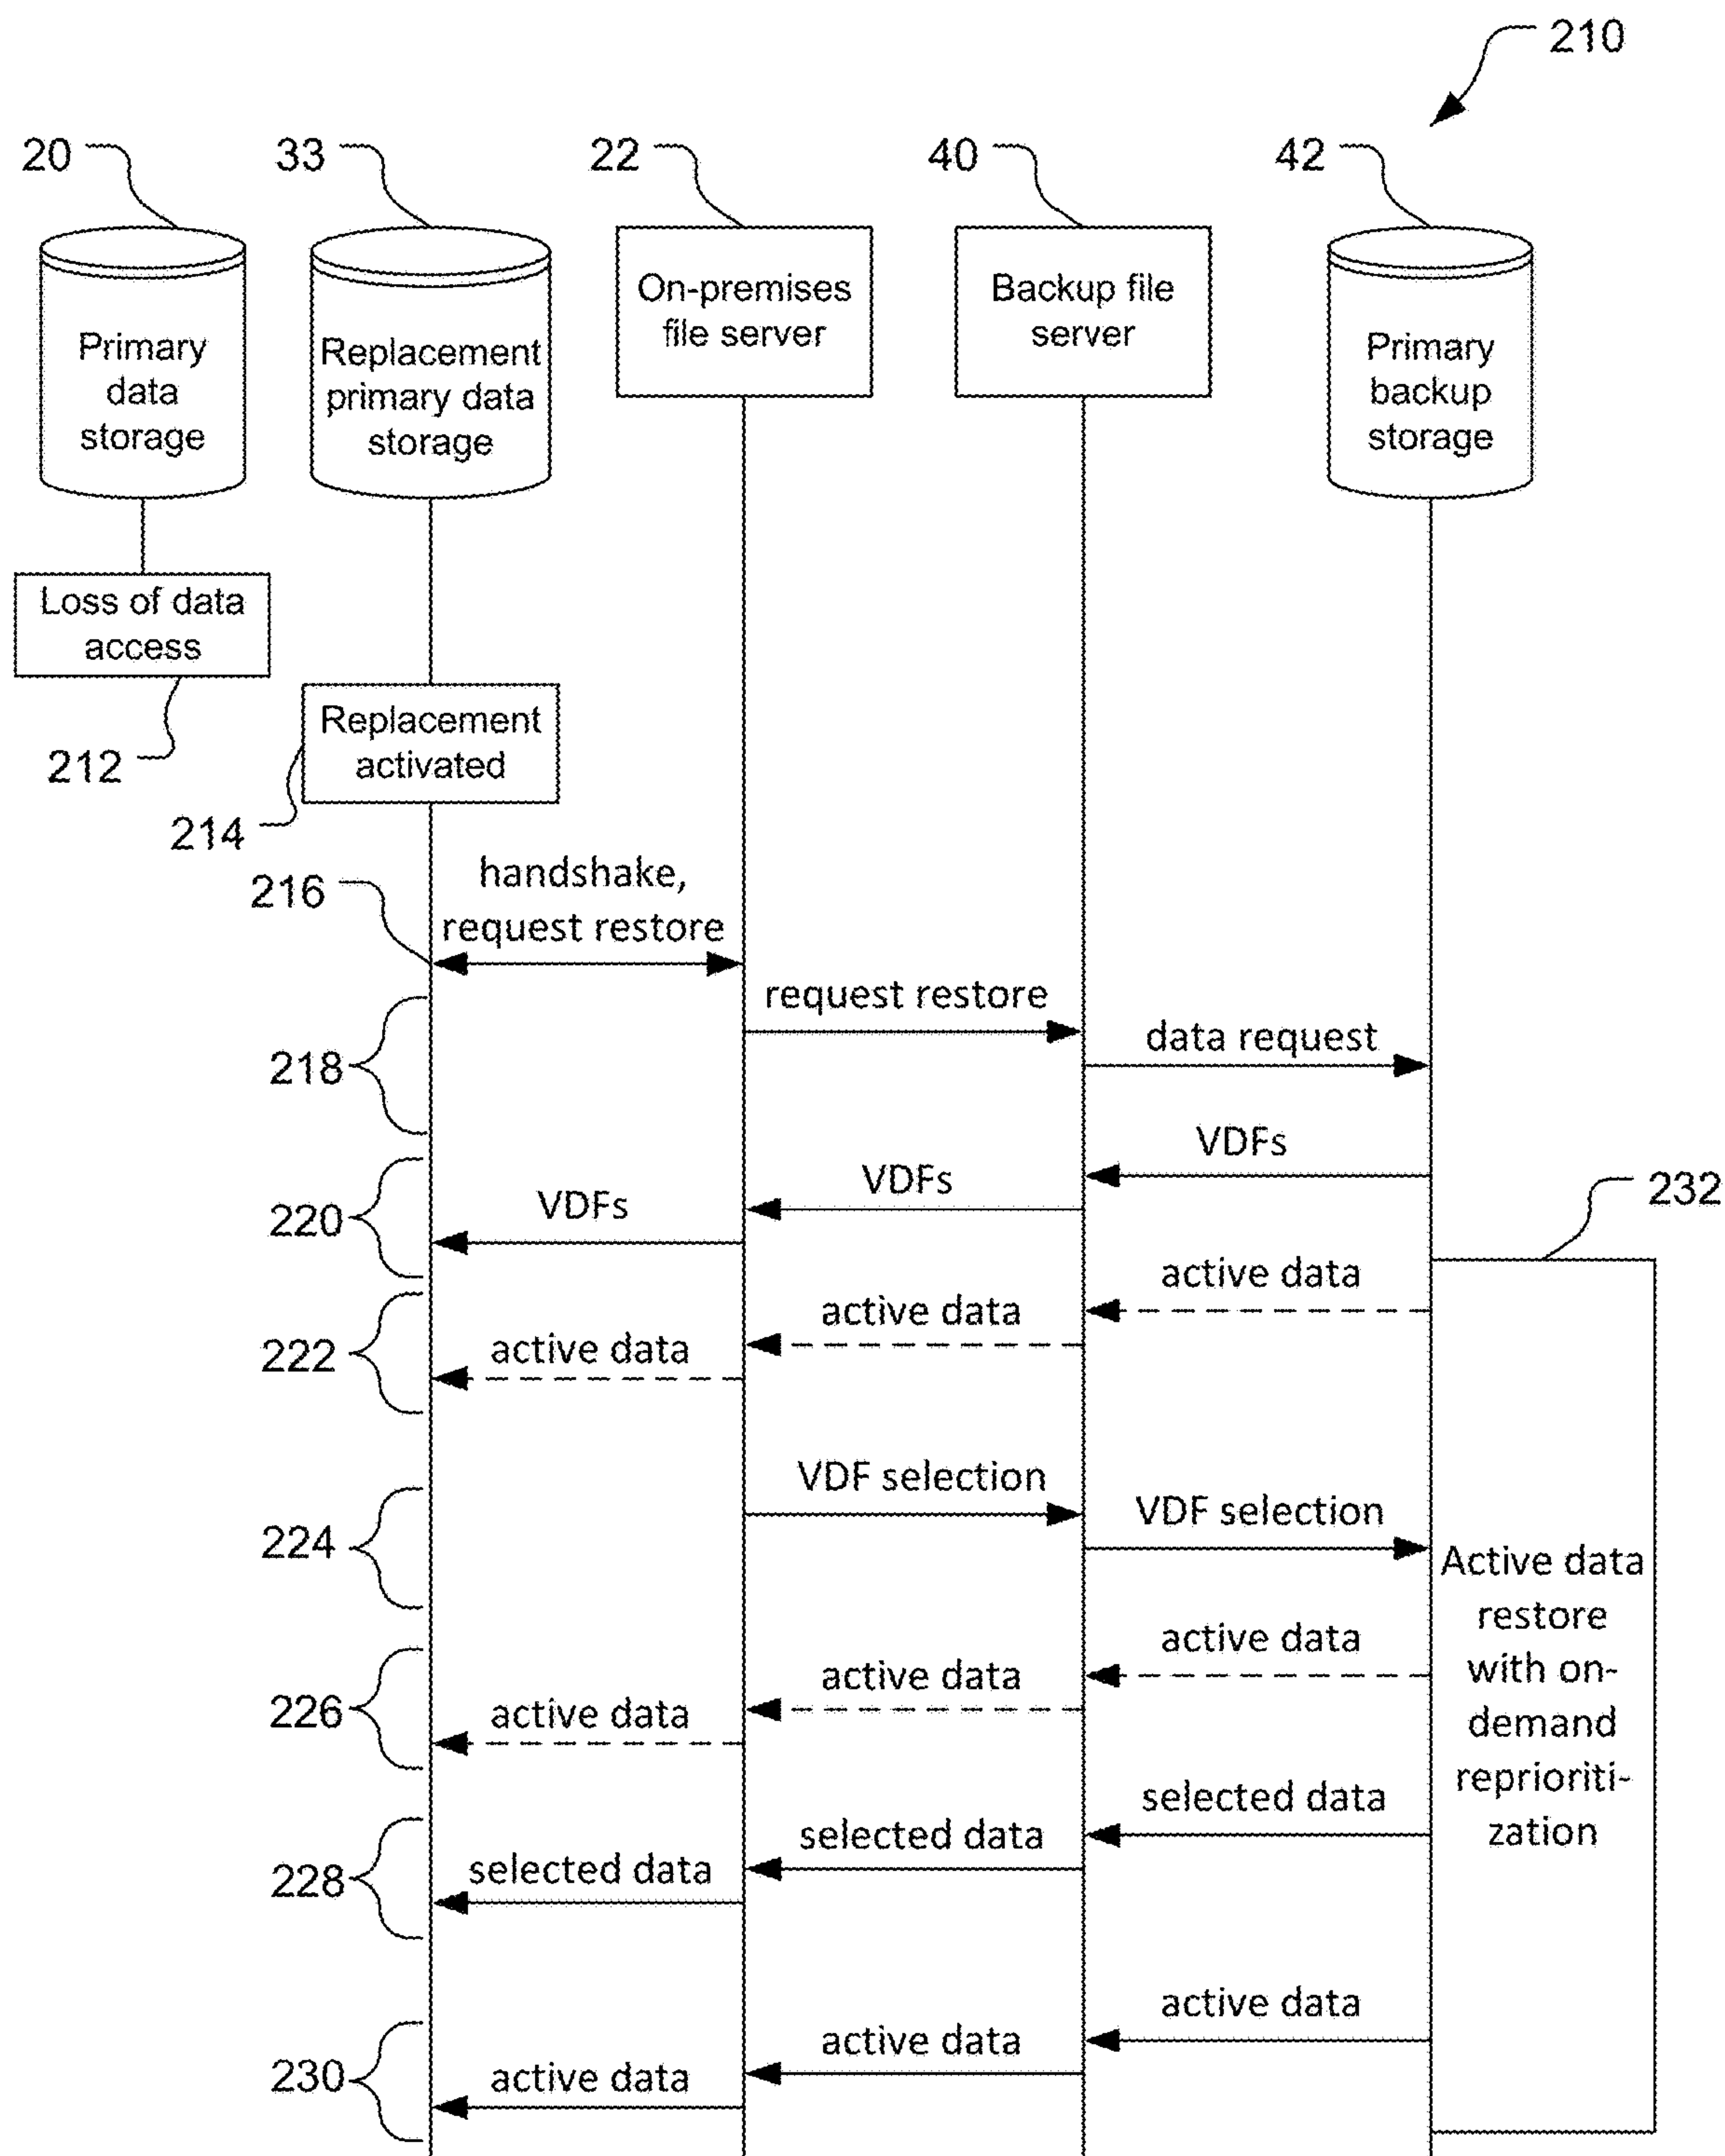 210
20
33
22
40
42
Primary
data
storage
Replacement
primary data
storage
On-premises
file server
Backup file
server
Primary
backup
storage
Loss of data
access
212
Replacement
activated
214
216
handshake,
request restore
218
request restore
data request
220
VDFs
VDFs
VDFs
232
222
active data
active data
active data
224
VDF selection
VDF selection
Active data
restore
with on-
demand
reprioriti-
zation
226
active data
active data
active data
228
selected data
selected data
selected data
230
active data
active data
active data